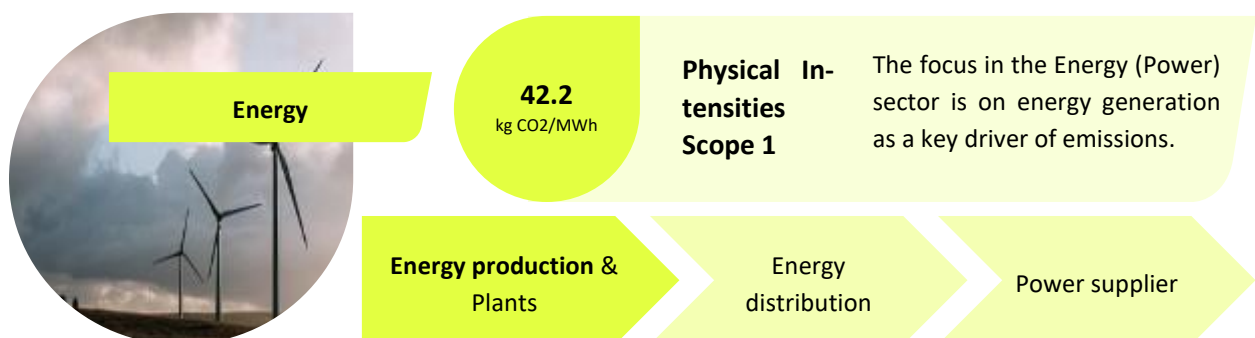 Energy
42.2
kg CO2/MWh
Physical In-
tensities
Scope 1
The focus in the Energy (Power)
sector is on energy generation
as a key driver of emissions.
Energy production &
Plants
Energy
distribution
Power supplier